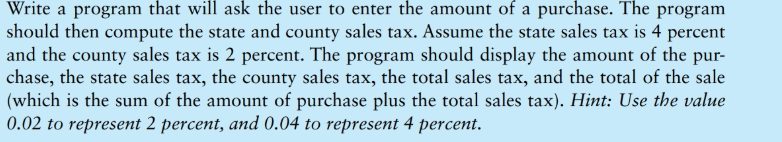 Write a program that will ask the user to enter the amount of a purchase. The program
should then compute the state and county sales tax. Assume the state sales tax is 4 percent
and the county sales tax is 2 percent. The program should display the amount of the pur-
chase, the state sales tax, the county sales tax, the total sales tax, and the total of the sale
(which is the sum of the amount of purchase plus the total sales tax). Hint: Use the value
0.02 to represent 2 percent, and 0.04 to represent 4 percent.